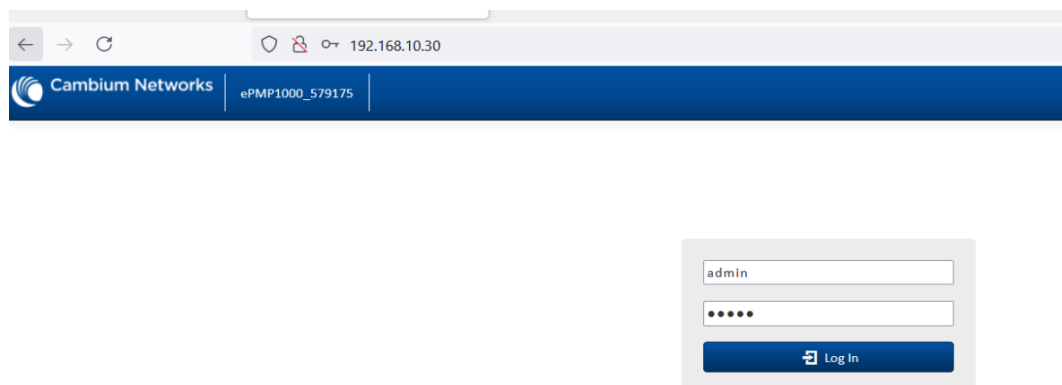 192.168.10.30
Cambium Networks
ePMP1000_579175
admin
•••••
Log In